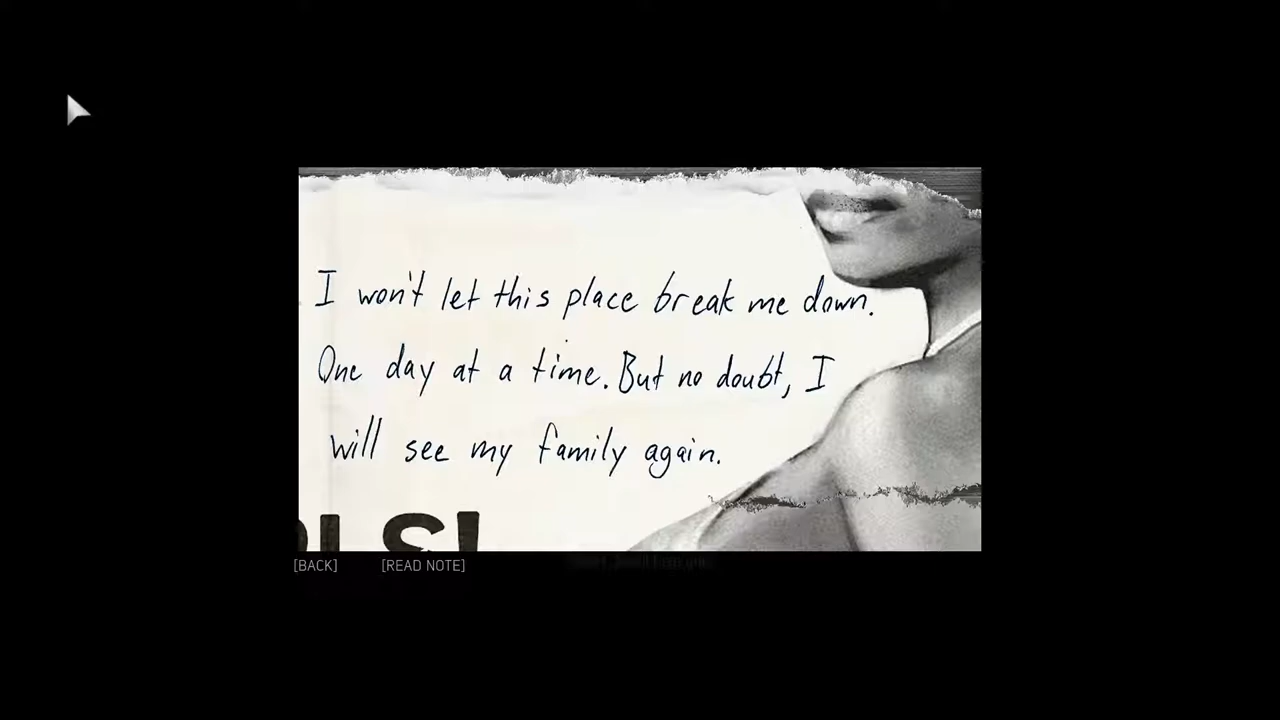 I won't let this place break me down.
One day at a time. But no doubt, I
will see my family again.
LS!
[BACK] [READ NOTE]